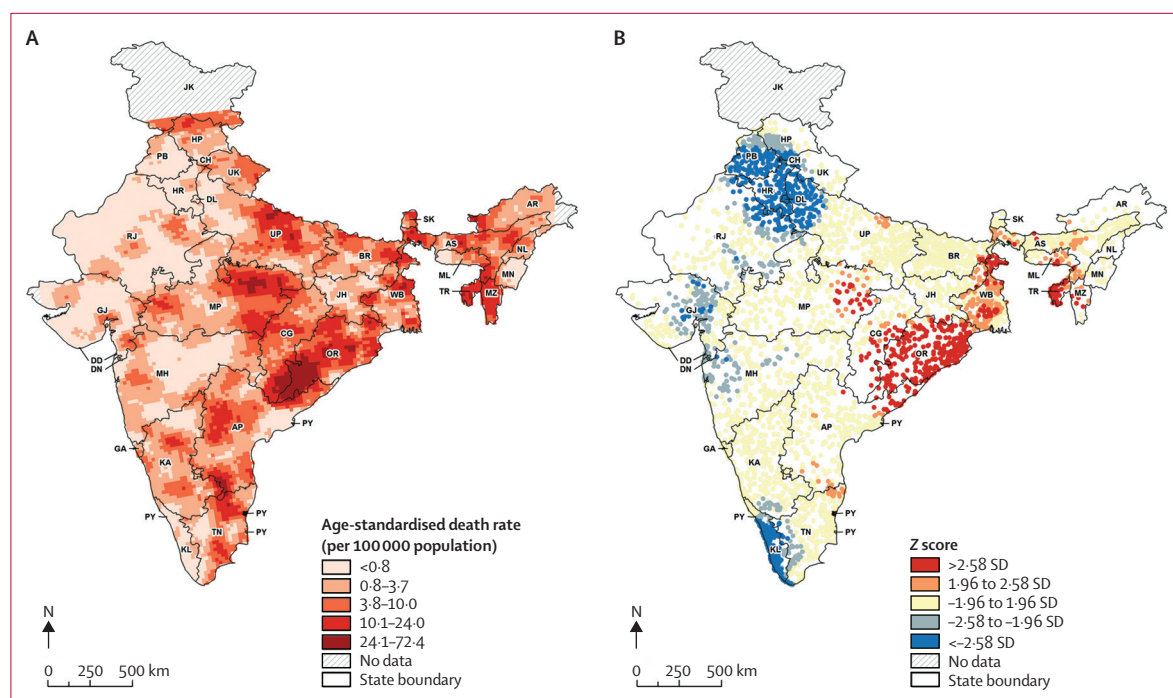 A
JK
HP
PB
CH
UK
HR
DL
RJ
UP
SK
AR
AS
NL
BR
ML
MN
TR
MZ
JH
WB
MP
GJ
CG
OR
DD
DN
MH
AP
PY
GA
KA
PY
PY
TN
PY
KL
Age-standardised death rate
(per 100 000 population)
<0·8
0·8–3·7
3·8–10·0
10·1–24·0
24·1–72·4
No data
State boundary
N
0 250 500 km
B
JK
HP
PB
CH
UK
HR
DL
RJ
UP
SK
AR
AS
NL
BR
ML
MN
TR
MZ
JH
WB
MP
GJ
CG
OR
DD
DN
MH
AP
PY
GA
KA
PY
PY
TN
PY
KL
Z score
>2·58 SD
1·96 to 2·58 SD
–1·96 to 1·96 SD
–2·58 to –1·96 SD
<–2·58 SD
No data
State boundary
N
0 250 500 km